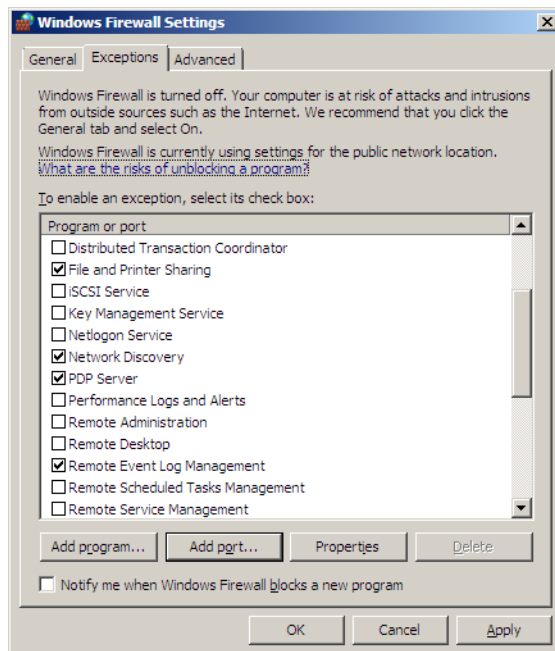 Windows Firewall Settings
General Exceptions Advanced
Windows Firewall is turned off. Your computer is at risk of attacks and intrusions
from outside sources such as the Internet. We recommend that you click the
General tab and select On.
Windows Firewall is currently using settings for the public network location.
What are the risks of unblocking a program?
To enable an exception, select its check box:
Program or port
Distributed Transaction Coordinator
File and Printer Sharing
iSCSI Service
Key Management Service
Netlogon Service
Network Discovery
PDP Server
Performance Logs and Alerts
Remote Administration
Remote Desktop
Remote Event Log Management
Remote Scheduled Tasks Management
Remote Service Management
Add program... Add port... Properties Delete
Notify me when Windows Firewall blocks a new program
OK Cancel Apply